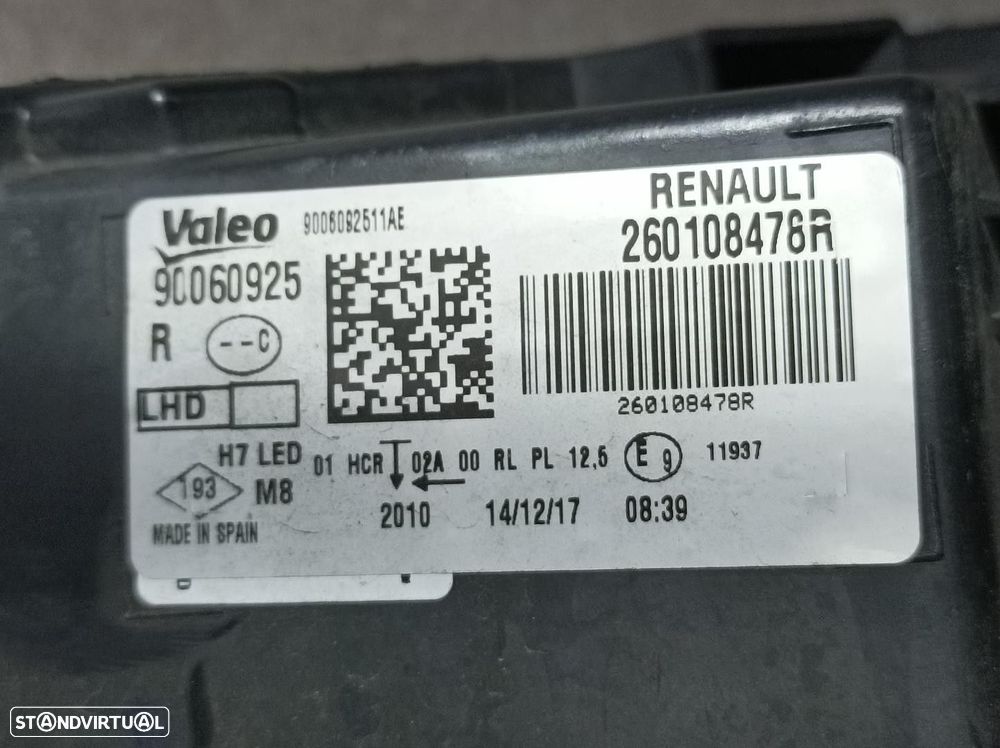 Valeo 9006092511AE
90060925
RENAULT
260108478R
R --C
LHD
260108478R
H7 LED 01 HCR 02A 00 RL PL 12,5 E9 11937
193 M8
2010 14/12/17 08:39
MADE IN SPAIN
D
STANDVIRTUAL